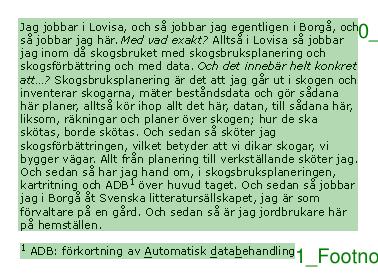 Jag jobbar i Lovisa, och så jobbar jag egentligen i Borgå, och
så jobbar jag här. Med vad exakt? Alltså i Lovisa så jobbar
jag inom då skogsbruket med skogsbruksplanering och
skogsförbättring och med data. Och det innebär helt konkret
att...? Skogsbruksplanering är det att jag går ut i skogen och
inventerar skogarna, mäter beståndsdata och gör sådana
här planer, alltså kör ihop allt det här, datan, till sådana här,
liksom, räkningar och planer över skogen; hur de ska
skötas, borde skötas. Och sedan så sköter jag
skogsförbättringen, vilket betyder att vi dikar skogar, vi
bygger vägar. Allt från planering till verkställande sköter jag.
Och sedan så har jag hand om, i skogsbruksplaneringen,
kartritning och ADB¹ över huvud taget. Och sedan så jobbar
jag i Borgå åt Svenska litteratursällskapet, jag är som
förvaltare på en gård. Och sedan så är jag jordbrukare här
på hemställen.
¹ ADB: förkortning av Automatisk databehandling
0_
1_Footno